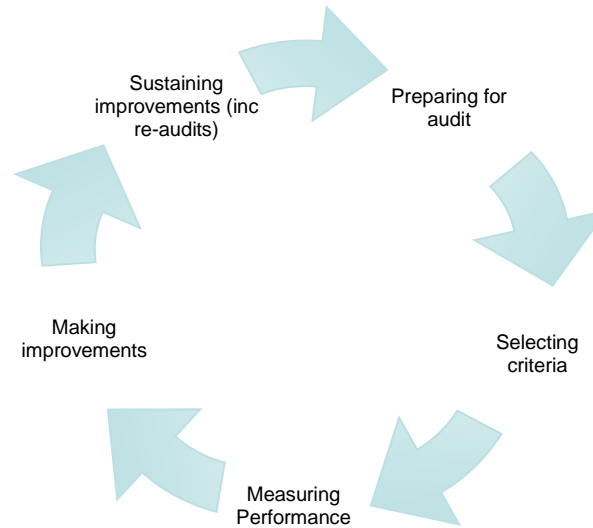 Sustaining
improvements (inc
re-audits)
Preparing for
audit
Selecting
criteria
Measuring
Performance
Making
improvements